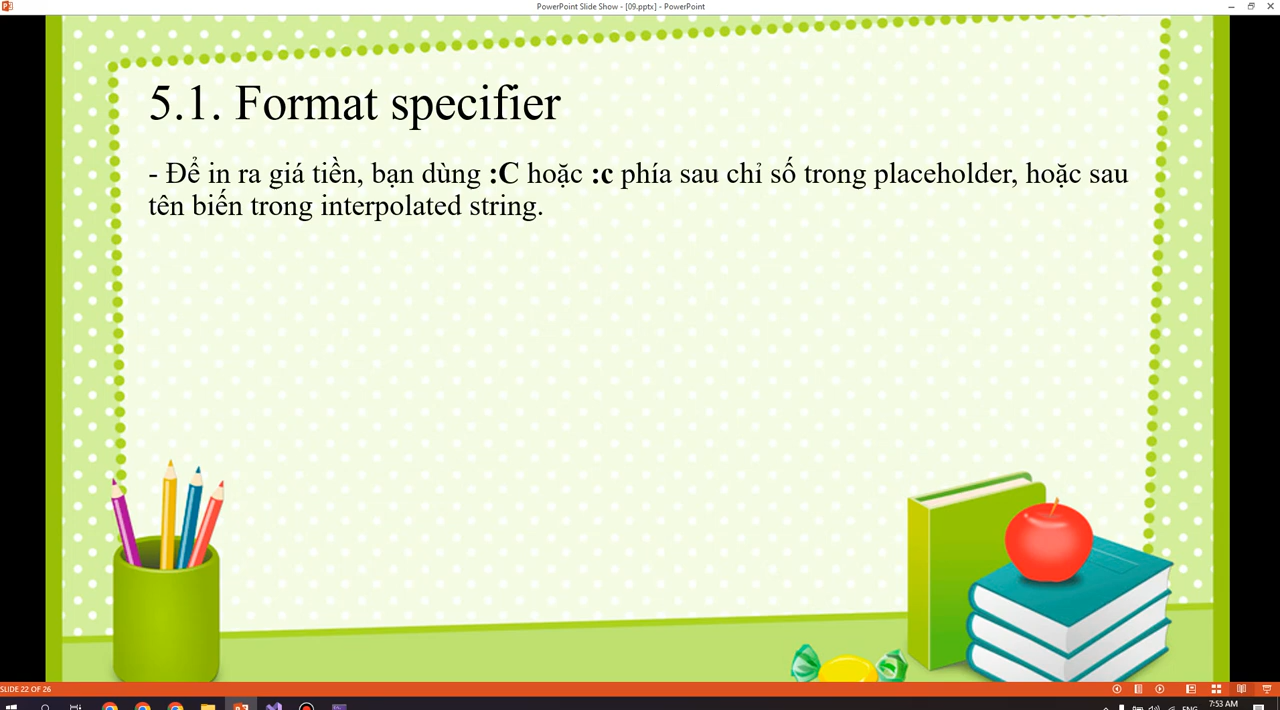 PowerPoint Slide Show - [09.pptx] - PowerPoint
5.1. Format specifier
- Để in ra giá tiền, bạn dùng :C hoặc :c phía sau chỉ số trong placeholder, hoặc sau
tên biến trong interpolated string.
SLIDE 22 OF 26
ENG
7:53 AM